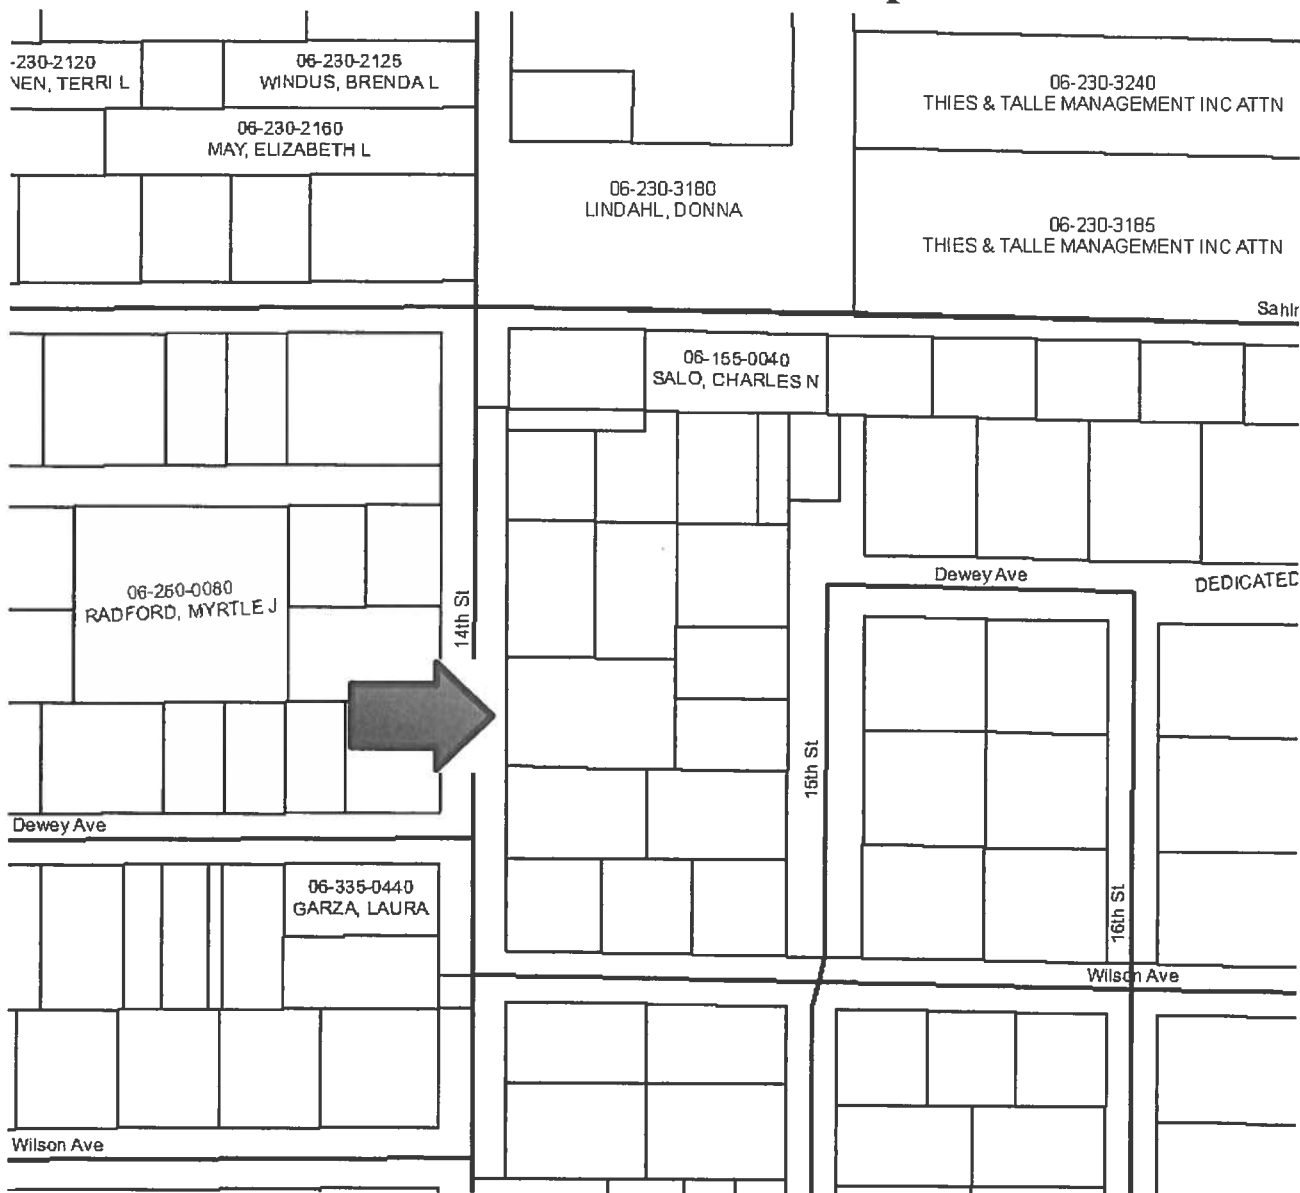 -230-2120
NEN, TERRI L
06-230-2125
WINDUS, BRENDA L
06-230-2160
MAY, ELIZABETH L
06-230-3180
LINDAHL, DONNA
06-230-3240
THIES & TALLE MANAGEMENT INC ATTN
06-230-3185
THIES & TALLE MANAGEMENT INC ATTN
Sahlr
06-155-0040
SALO, CHARLES N
06-260-0080
RADFORD, MYRTLE J
14th St
Dewey Ave
DEDICATED
15th St
Dewey Ave
06-335-0440
GARZA, LAURA
16th St
Wilson Ave
Wilson Ave